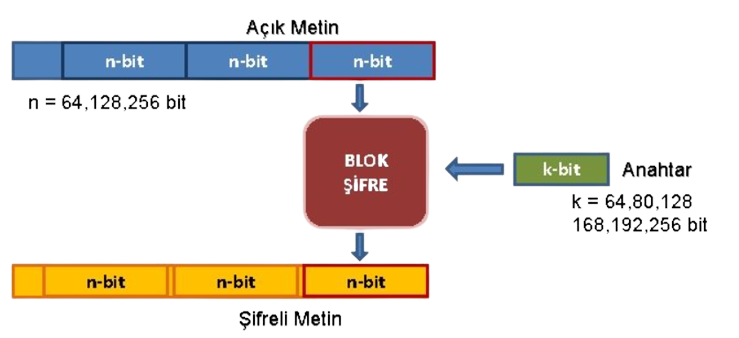 Açık Metin
n-bit n-bit n-bit
n = 64,128,256 bit
BLOK
ŞİFRE
k-bit Anahtar
k = 64,80,128
168,192,256 bit
n-bit n-bit n-bit
Şifreli Metin